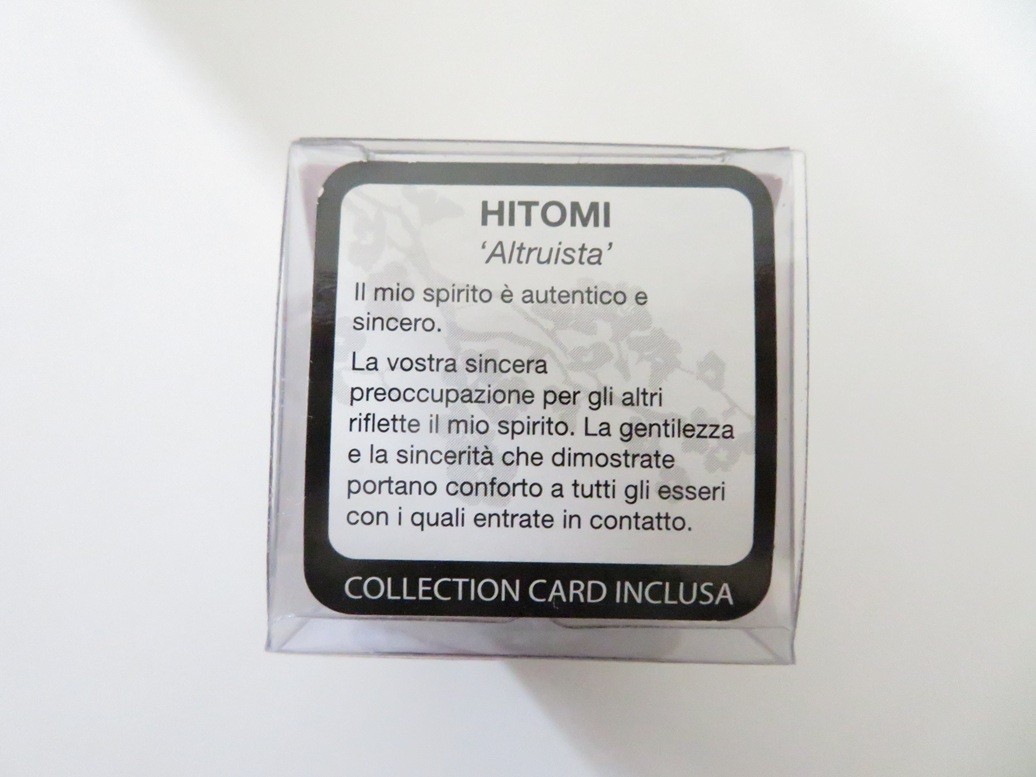 HITOMI
‘Altruista’
Il mio spirito è autentico e
sincero.
La vostra sincera
preoccupazione per gli altri
riflette il mio spirito. La gentilezza
e la sincerità che dimostrate
portano conforto a tutti gli esseri
con i quali entrate in contatto.
COLLECTION CARD INCLUSA